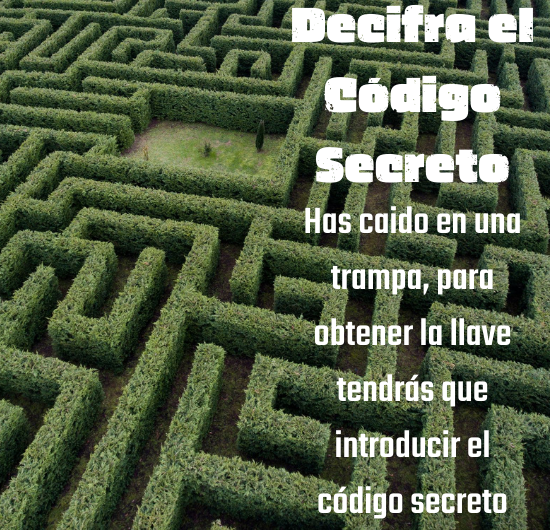 Decifra el
Código
Secreto
Has caido en una
trampa, para
obtener la llave
tendrás que
introducir el
código secreto